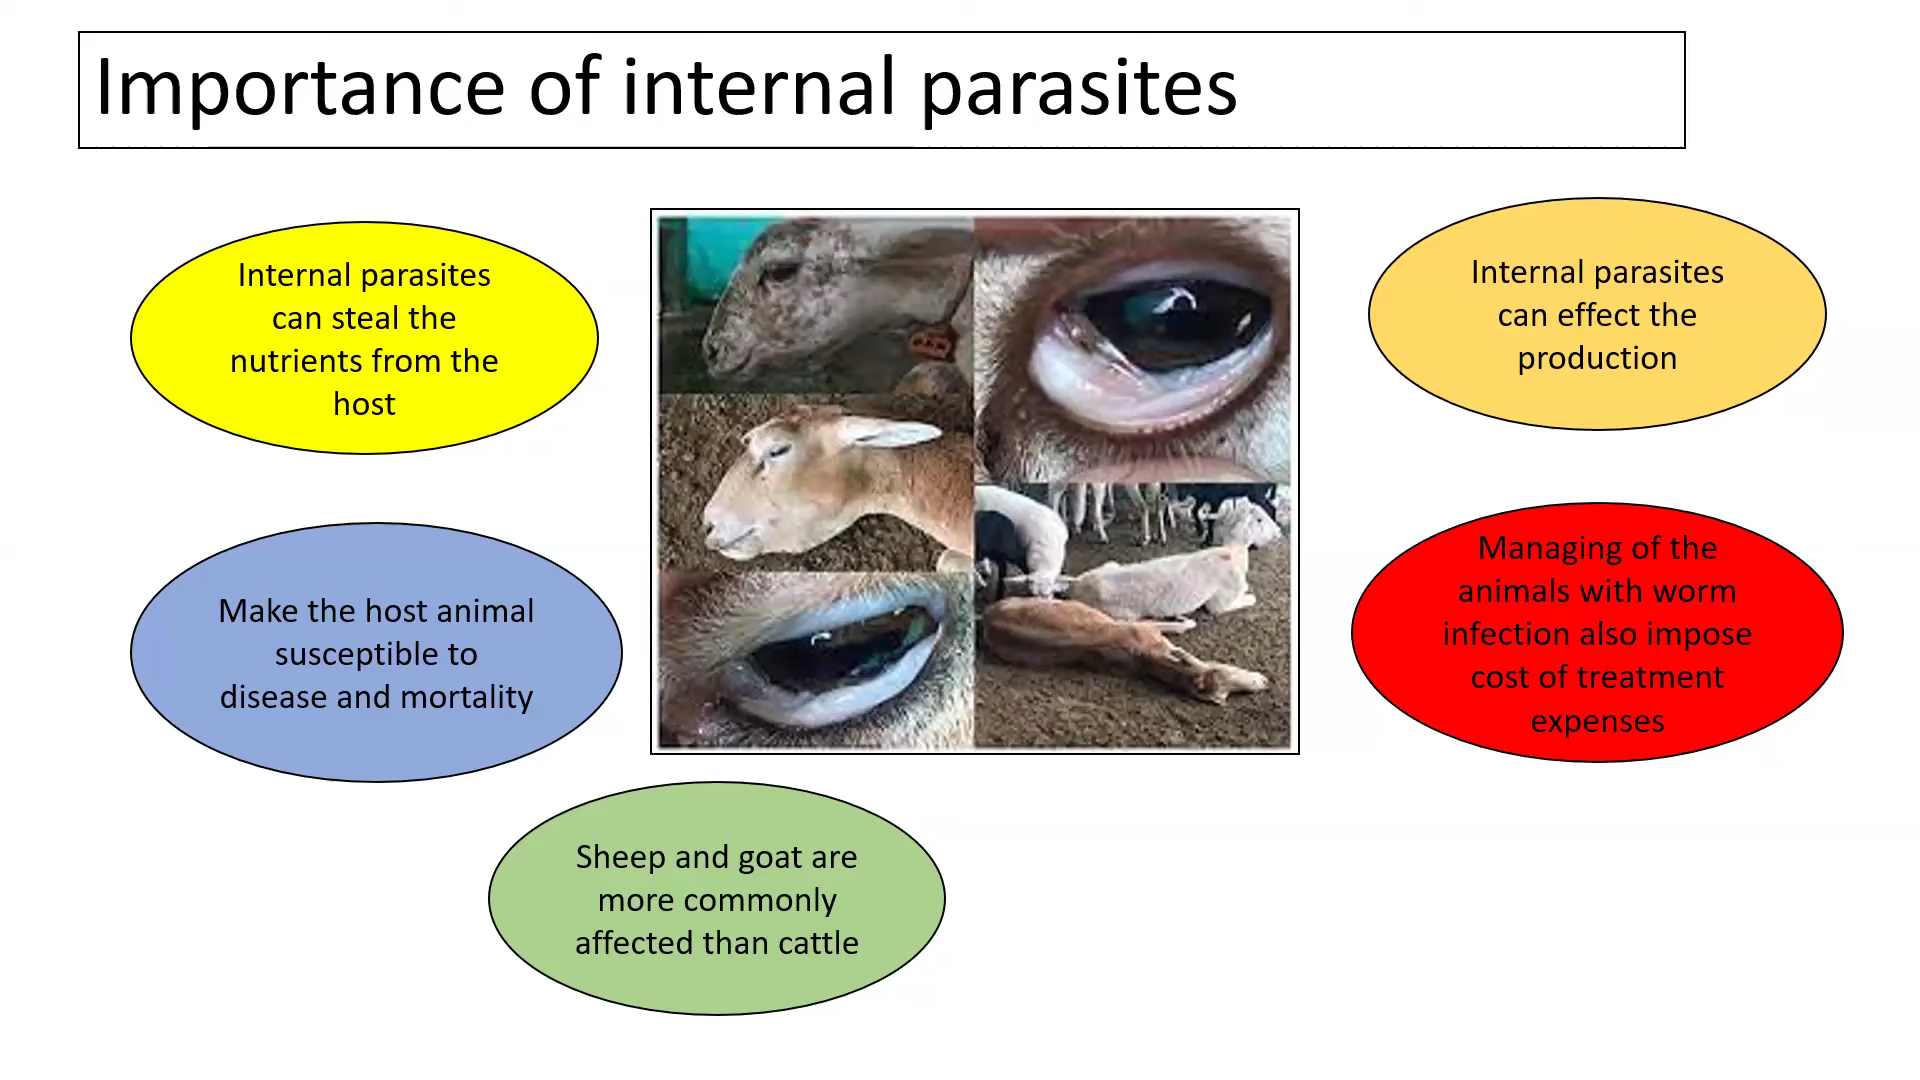 Importance of internal parasites
Internal parasites
can steal the
nutrients from the
host
Internal parasites
can effect the
production
Make the host animal
susceptible to
disease and mortality
Managing of the
animals with worm
infection also impose
cost of treatment
expenses
Sheep and goat are
more commonly
affected than cattle